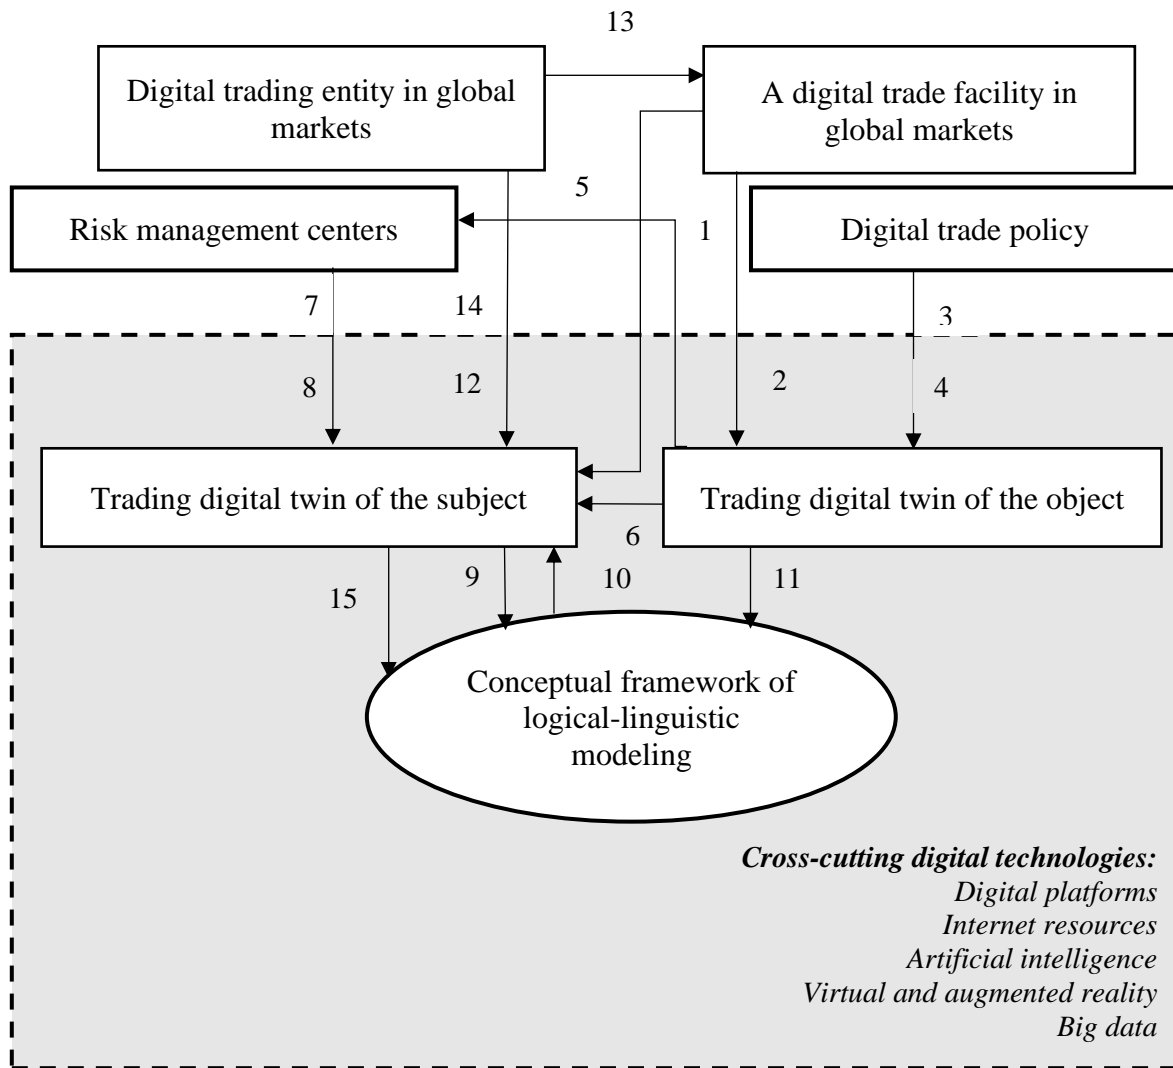 13
Digital trading entity in global
markets
A digital trade facility in
global markets
5
1
Risk management centers
Digital trade policy
7
14
3
8
12
2
4
Trading digital twin of the subject
Trading digital twin of the object
6
9
10
11
15
Conceptual framework of
logical-linguistic
modeling
Cross-cutting digital technologies:
Digital platforms
Internet resources
Artificial intelligence
Virtual and augmented reality
Big data